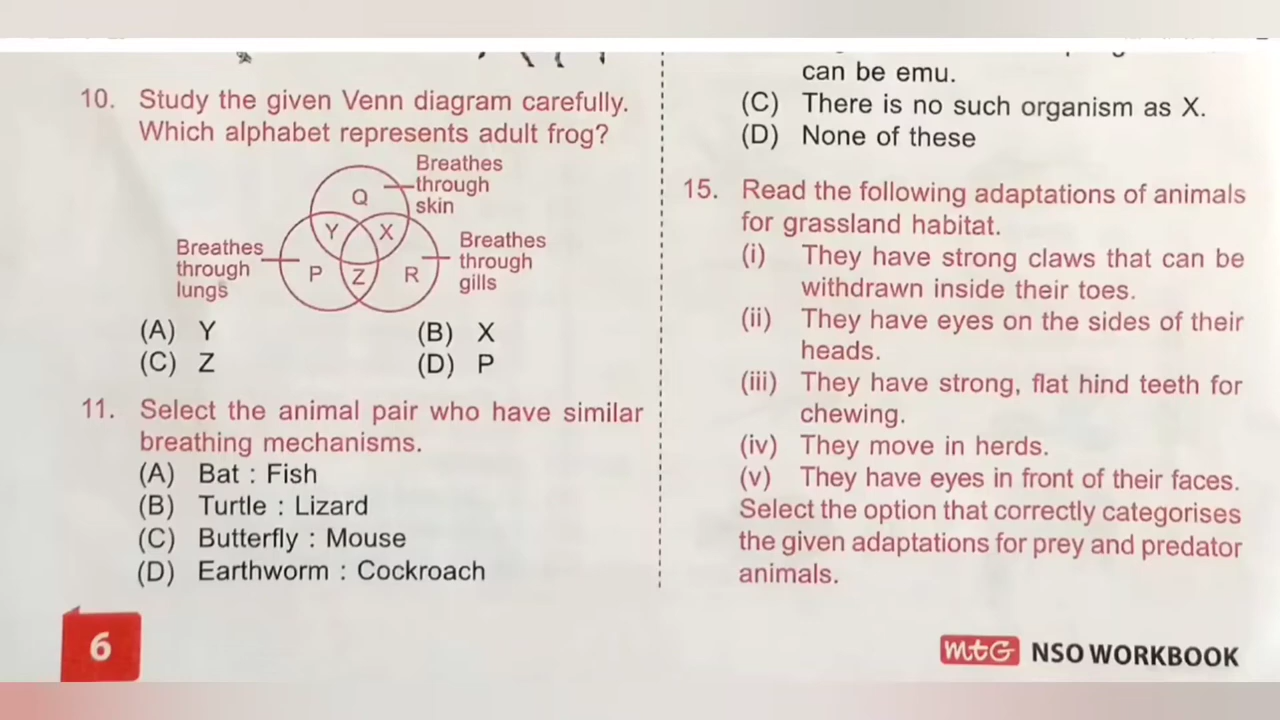 10. Study the given Venn diagram carefully.
Which alphabet represents adult frog?
Breathes
through
skin
Q
Y
X
Breathes
through
lungs
P
Z
R
Breathes
through
gills
(A) Y
(B) X
(C) Z
(D) P
11. Select the animal pair who have similar
breathing mechanisms.
(A) Bat : Fish
(B) Turtle : Lizard
(C) Butterfly : Mouse
(D) Earthworm : Cockroach
6
can be emu.
(C) There is no such organism as X.
(D) None of these
15. Read the following adaptations of animals
for grassland habitat.
(i) They have strong claws that can be
withdrawn inside their toes.
(ii) They have eyes on the sides of their
heads.
(iii) They have strong, flat hind teeth for
chewing.
(iv) They move in herds.
(v) They have eyes in front of their faces.
Select the option that correctly categorises
the given adaptations for prey and predator
animals.
mtG NSO WORKBOOK